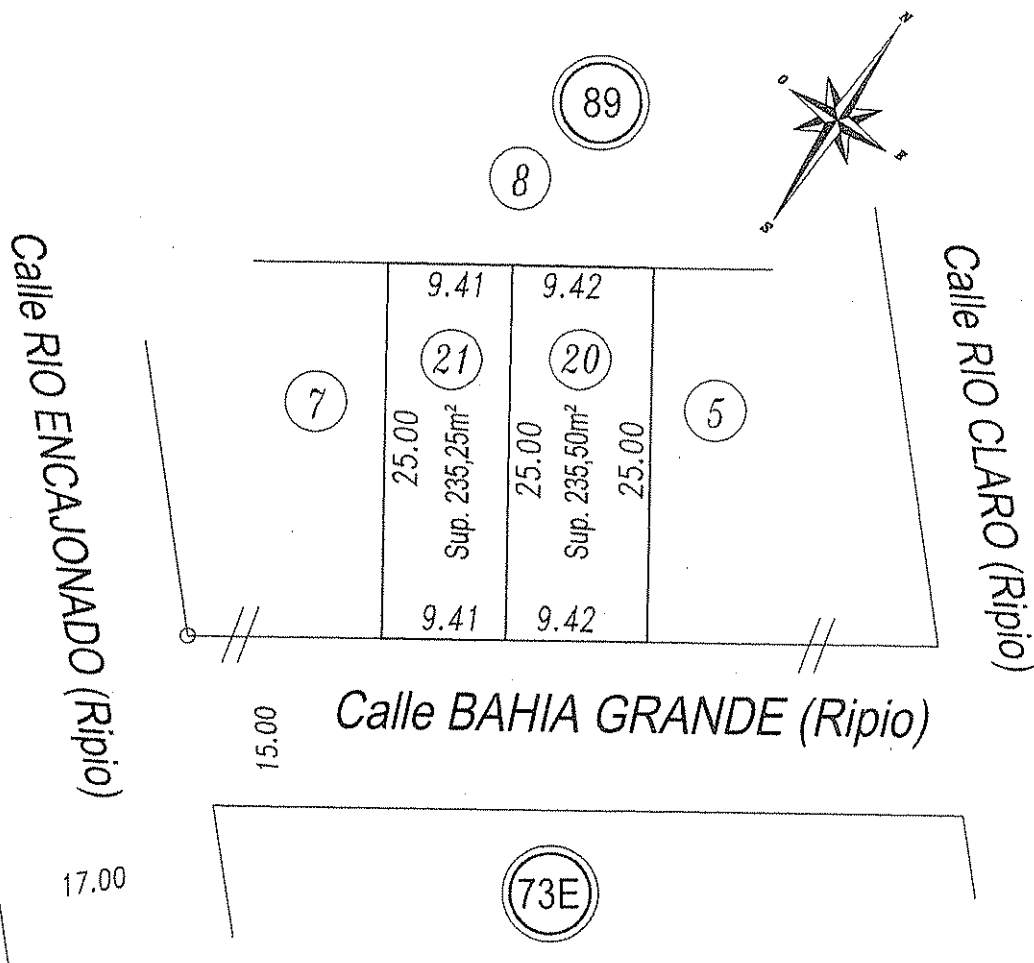 N
O
E
S
89
8
Calle RIO ENCAJONADO (Ripio)
Calle RIO CLARO (Ripio)
9.41
9.42
21
20
7
5
25.00
Sup. 235,25m²
25.00
Sup. 235,50m²
25.00
9.41
9.42
Calle BAHIA GRANDE (Ripio)
15.00
17.00
73E